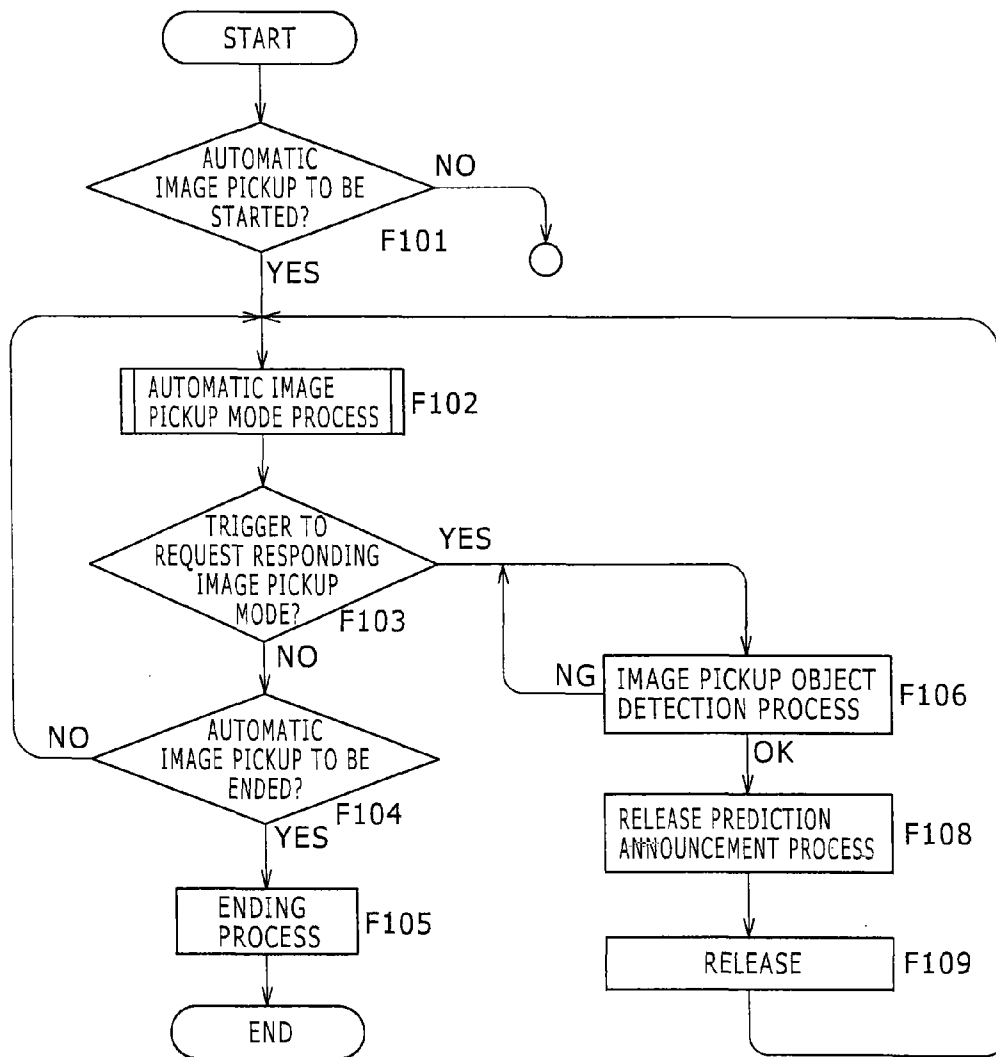 START
AUTOMATIC
IMAGE PICKUP TO BE
STARTED?
NO
F101
YES
AUTOMATIC IMAGE
PICKUP MODE PROCESS
F102
TRIGGER TO
REQUEST RESPONDING
IMAGE PICKUP
MODE?
YES
F103
NO
NG
IMAGE PICKUP OBJECT
DETECTION PROCESS
F106
OK
AUTOMATIC
IMAGE PICKUP TO BE
ENDED?
NO
F104
YES
RELEASE PREDICTION
ANNOUNCEMENT PROCESS
F108
ENDING
PROCESS
F105
RELEASE
F109
END